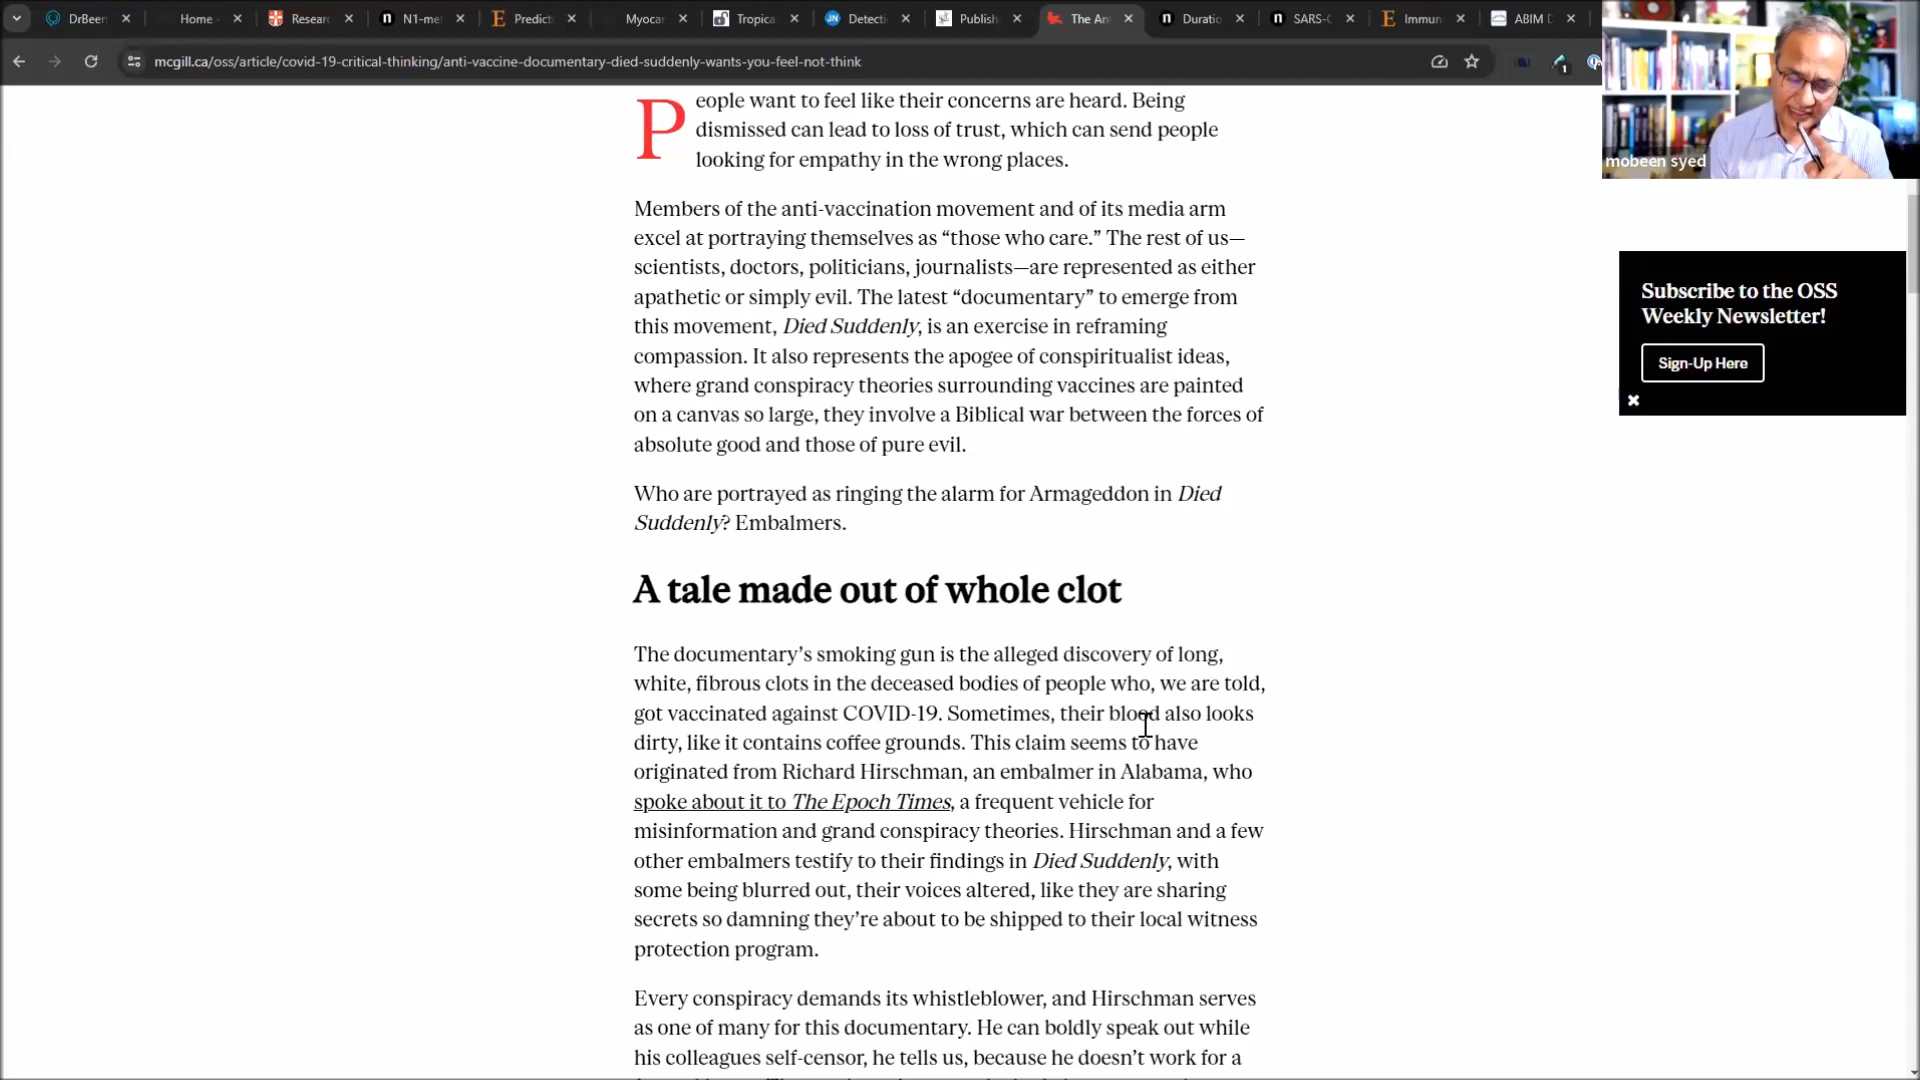 DrBeen
Home
Researc
N1-me
Predict
Myocar
Tropica
Detecti
Publish
The An
Duratio
SARS-C
Immun
ABIM D
mcgill.ca/oss/article/covid-19-critical-thinking/anti-vaccine-documentary-died-suddenly-wants-you-feel-not-think
mobeen syed
People want to feel like their concerns are heard. Being
dismissed can lead to loss of trust, which can send people
looking for empathy in the wrong places.
Members of the anti-vaccination movement and of its media arm
excel at portraying themselves as “those who care.” The rest of us—
scientists, doctors, politicians, journalists—are represented as either
apathetic or simply evil. The latest “documentary” to emerge from
this movement, Died Suddenly, is an exercise in reframing
compassion. It also represents the apogee of conspiritualist ideas,
where grand conspiracy theories surrounding vaccines are painted
on a canvas so large, they involve a Biblical war between the forces of
absolute good and those of pure evil.
Who are portrayed as ringing the alarm for Armageddon in Died
Suddenly? Embalmers.
A tale made out of whole clot
The documentary’s smoking gun is the alleged discovery of long,
white, fibrous clots in the deceased bodies of people who, we are told,
got vaccinated against COVID-19. Sometimes, their blood also looks
dirty, like it contains coffee grounds. This claim seems to have
originated from Richard Hirschman, an embalmer in Alabama, who
spoke about it to The Epoch Times, a frequent vehicle for
misinformation and grand conspiracy theories. Hirschman and a few
other embalmers testify to their findings in Died Suddenly, with
some being blurred out, their voices altered, like they are sharing
secrets so damning they’re about to be shipped to their local witness
protection program.
Every conspiracy demands its whistleblower, and Hirschman serves
as one of many for this documentary. He can boldly speak out while
his colleagues self-censor, he tells us, because he doesn’t work for a
Subscribe to the OSS
Weekly Newsletter!
Sign-Up Here